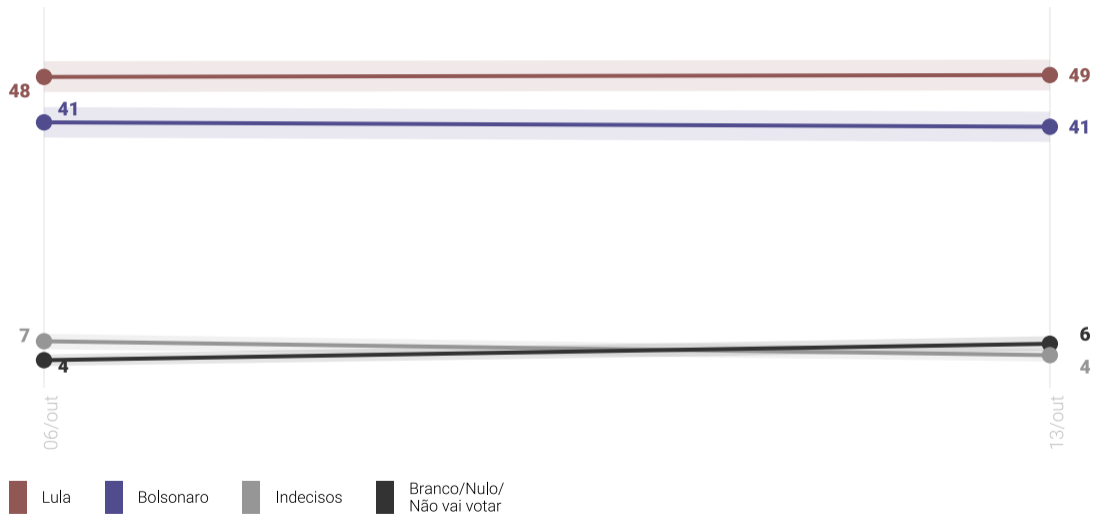 48
49
41
41
7
6
4
4
06/out
13/out
Lula
Bolsonaro
Indecisos
Branco/Nulo/
Não vai votar